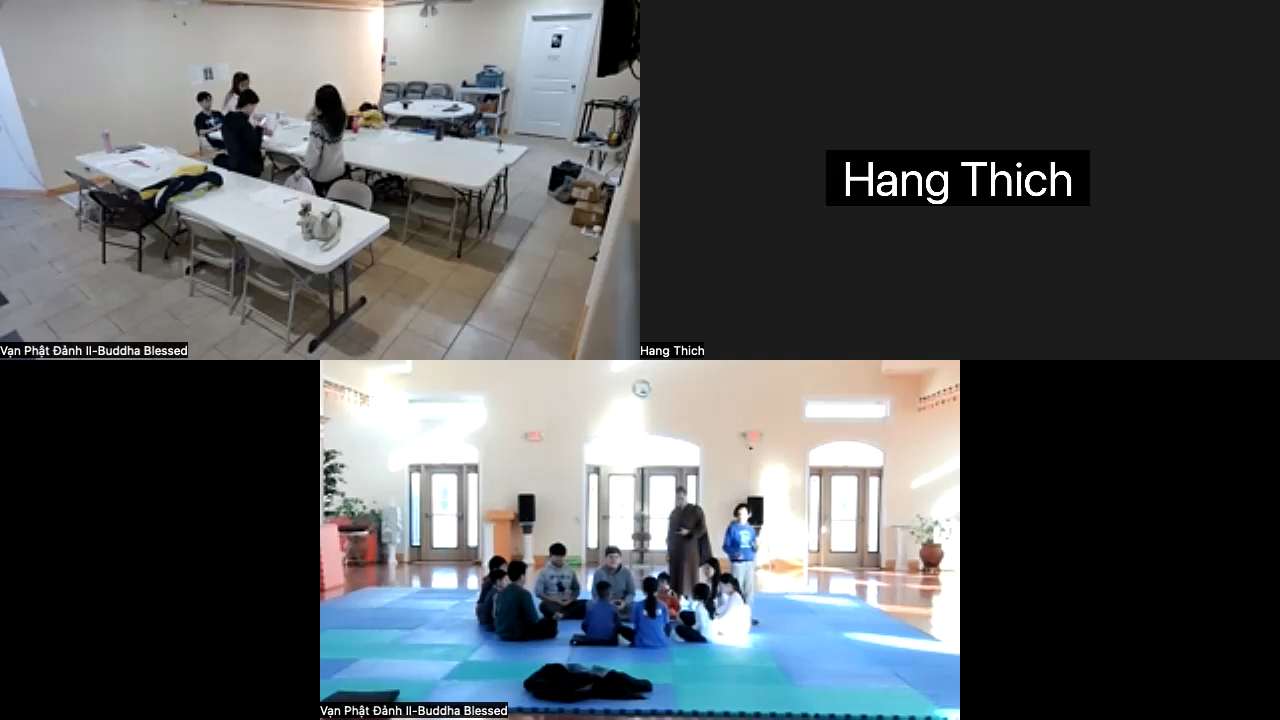 Vạn Phật Đảnh II-Buddha Blessed
Hang Thich
Hang Thich
Vạn Phật Đảnh II-Buddha Blessed